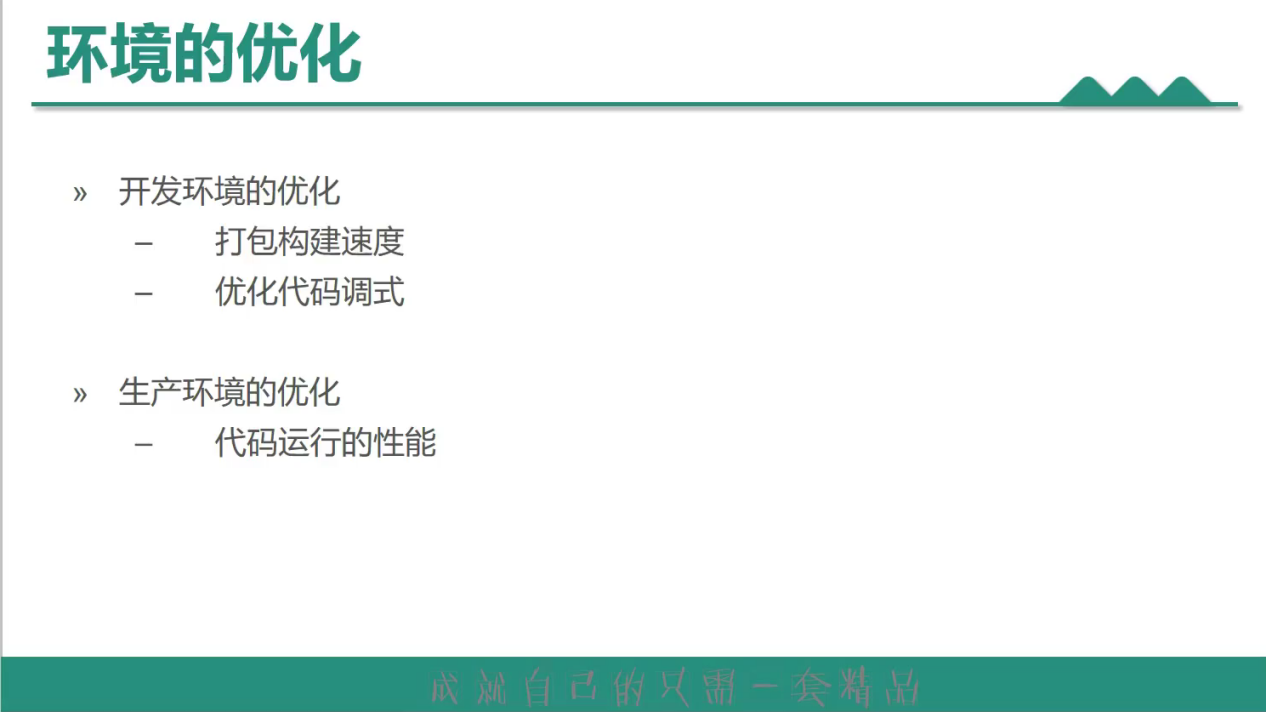 环境的优化
» 开发环境的优化
– 打包构建速度
– 优化代码调式
» 生产环境的优化
– 代码运行的性能
成就自己的只需一套精品